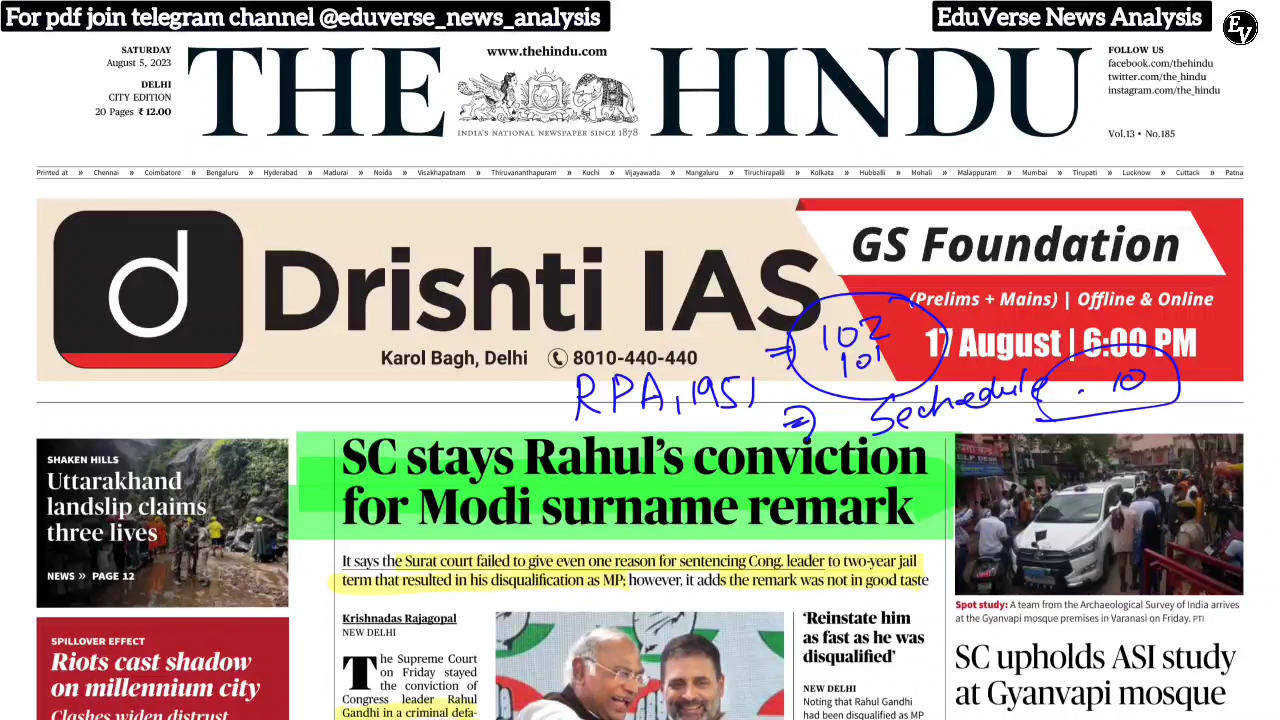 For pdf join telegram channel @eduverse_news_analysis
EduVerse News Analysis
EV
SATURDAY
August 5, 2023
DELHI
CITY EDITION
20 Pages ₹ 12.00
THE HINDU
www.thehindu.com
INDIA'S NATIONAL NEWSPAPER SINCE 1878
FOLLOW US
facebook.com/thehindu
twitter.com/the_hindu
instagram.com/the_hindu
Vol.13 • No.185
Printed at » Chennai » Coimbatore » Bengaluru » Hyderabad » Madurai » Noida » Visakhapatnam » Thiruvananthapuram » Kochi » Vijayawada » Mangaluru » Tiruchirapalli » Kolkata » Hubballi » Mohali » Malappuram » Mumbai » Tirupati » Lucknow » Cuttack » Patna
d
Drishti IAS
Karol Bagh, Delhi 8010-440-440
GS Foundation
(Prelims + Mains) | Offline & Online
17 August | 6:00 PM
⇒ 102
101
RPA, 1951
⇒ Sechedule . 10
SHAKEN HILLS
Uttarakhand
landslip claims
three lives
NEWS » PAGE 12
SPILLOVER EFFECT
Riots cast shadow
on millennium city
Clashes widen distrust
SC stays Rahul's conviction
for Modi surname remark
It says the Surat court failed to give even one reason for sentencing Cong. leader to two-year jail
term that resulted in his disqualification as MP; however, it adds the remark was not in good taste
Krishnadas Rajagopal
NEW DELHI
The Supreme Court
on Friday stayed
the conviction of
Congress leader Rahul
Gandhi in a criminal defa-
'Reinstate him
as fast as he was
disqualified'
NEW DELHI
Noting that Rahul Gandhi
had been disqualified as MP
Spot study: A team from the Archaeological Survey of India arrives
at the Gyanvapi mosque premises in Varanasi on Friday. PTI
SC upholds ASI study
at Gyanvapi mosque